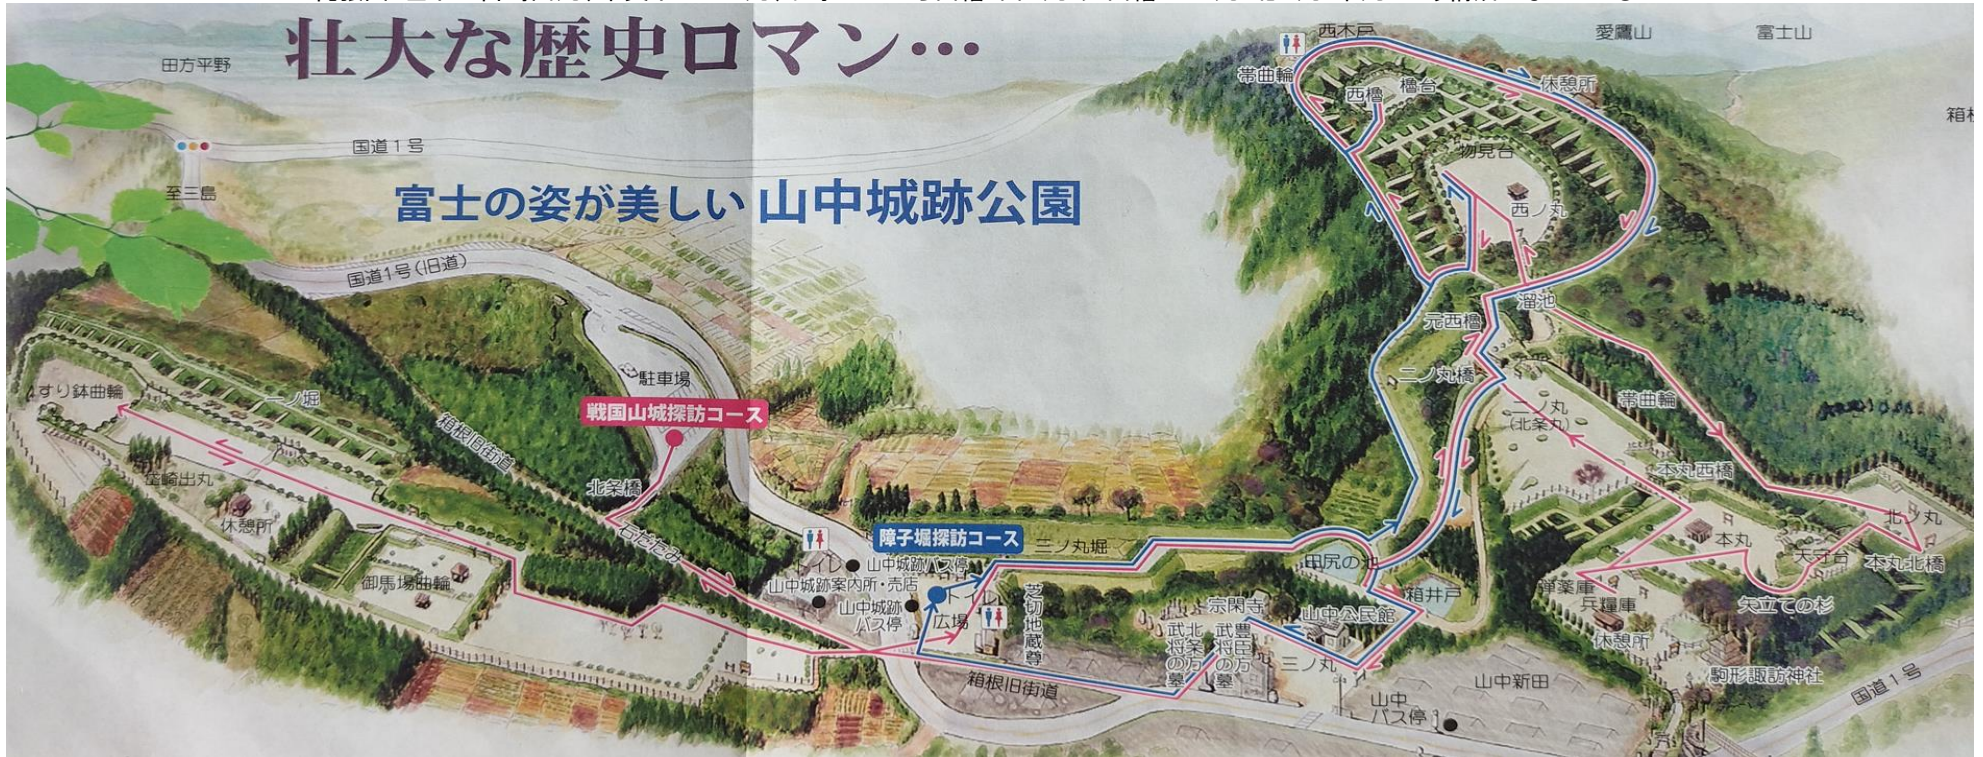 壮大な歴史ロマン…
富士の姿が美しい 山中城跡公園
田方平野
国道1号
至三島
国道1号(旧道)
西木戸
愛鷹山
富士山
帯曲輪
西櫓
櫓台
休憩所
物見台
西ノ丸
溜池
元西櫓
二ノ丸橋
二ノ丸
(北条丸)
帯曲輪
本丸西橋
北ノ丸
本丸北橋
天守台
本丸
矢立ての杉
弾薬庫
兵糧庫
休憩所
駒形諏訪神社
国道1号
駐車場
戦国山城探訪コース
北条橋
箱根旧街道
石だたみ
すり鉢曲輪
一ノ堀
岱崎出丸
休憩所
御馬場曲輪
障子堀探訪コース
トイレ
山中城跡バス停
山中城跡案内所・売店
山中城跡
バス停
トイレ
広場
芝切地蔵尊
三ノ丸堀
田尻の池
箱井戸
宗閑寺
山中公民館
北条方の
武将の墓
豊臣方の
武将の墓
三ノ丸
箱根旧街道
山中
バス停
山中新田